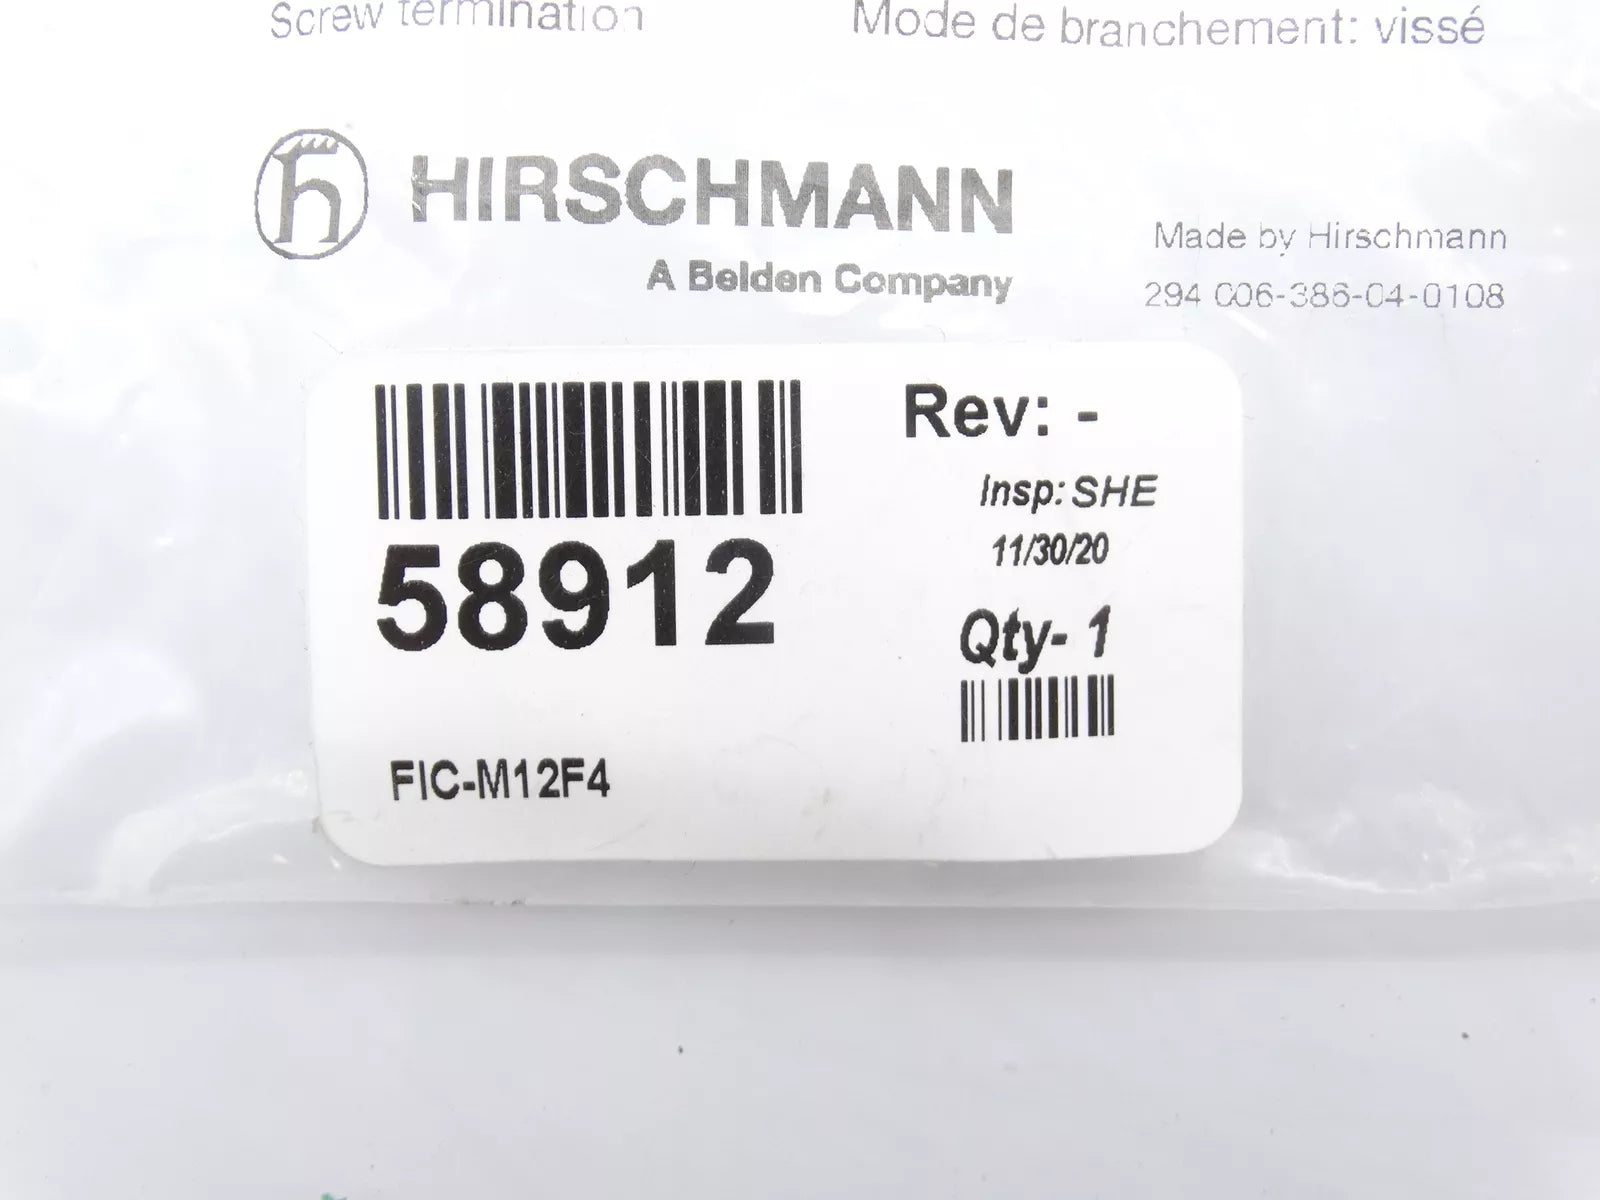 Screw termination
Mode de branchement: vissé
HIRSCHMANN
A Belden Company
Made by Hirschmann
294 006-386-04-0108
Rev: -
Insp: SHE
11/30/20
58912
Qty- 1
FIC-M12F4